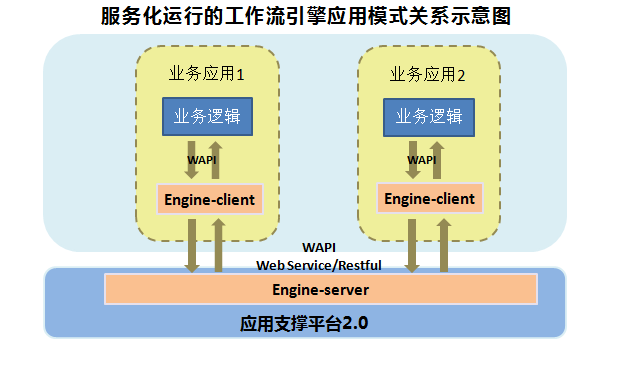 服务化运行的工作流引擎应用模式关系示意图
业务应用1
业务应用2
业务逻辑
业务逻辑
WAPI
WAPI
Engine-client
Engine-client
WAPI
Web Service/Restful
Engine-server
应用支撑平台2.0